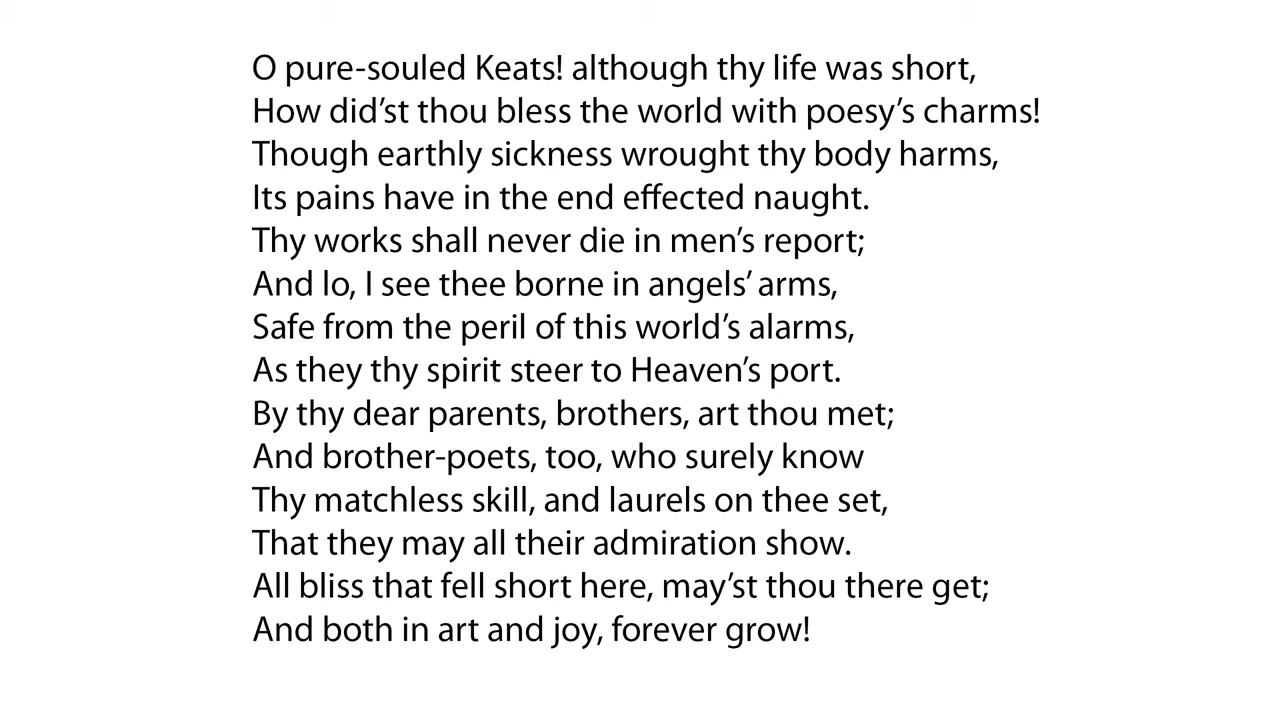 O pure-souled Keats! although thy life was short,
How did’st thou bless the world with poesy’s charms!
Though earthly sickness wrought thy body harms,
Its pains have in the end effected naught.
Thy works shall never die in men’s report;
And lo, I see thee borne in angels’ arms,
Safe from the peril of this world’s alarms,
As they thy spirit steer to Heaven’s port.
By thy dear parents, brothers, art thou met;
And brother-poets, too, who surely know
Thy matchless skill, and laurels on thee set,
That they may all their admiration show.
All bliss that fell short here, may’st thou there get;
And both in art and joy, forever grow!